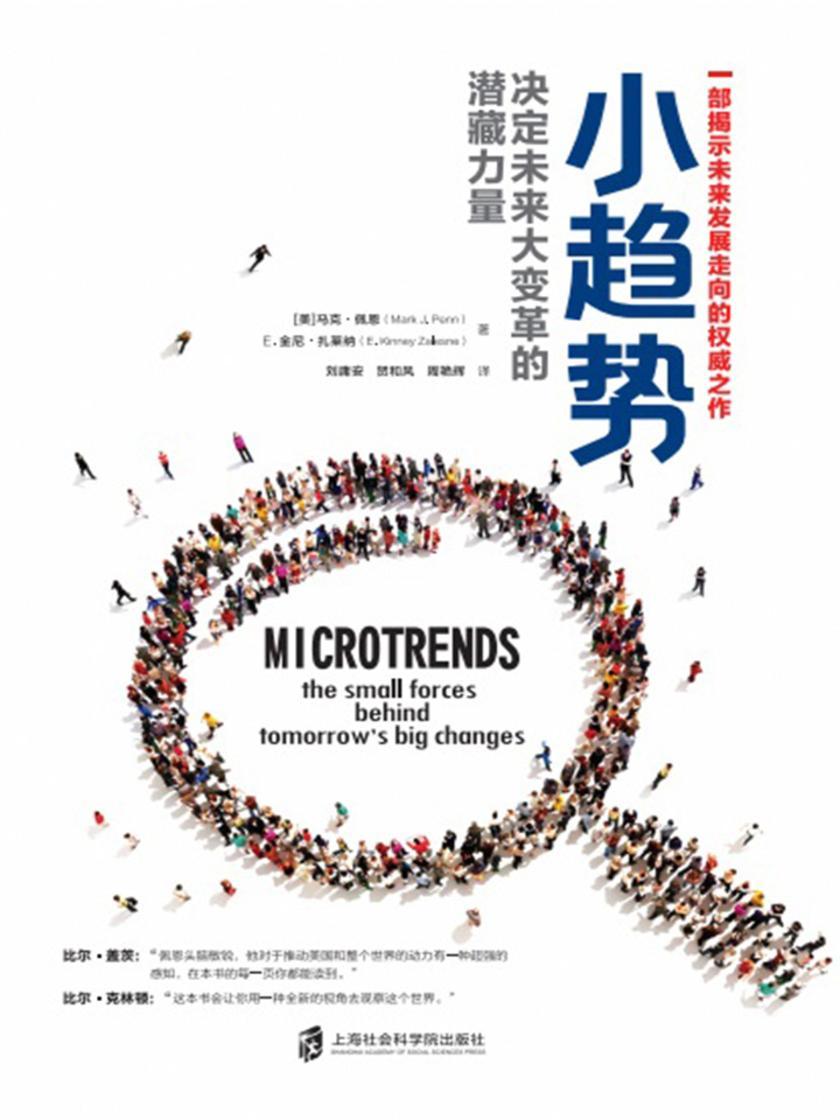 一部揭示未来发展走向的权威之作
小趋势
决定未来大变革的
潜藏力量
[美]马克·佩恩(Mark J. Penn)
E.金尼·扎莱纳(E. Kinney Zalesne)
著
刘庸安 贺和风 周艳辉 译
MICROTRENDS
the small forces
behind
tomorrow's big changes
比尔·盖茨:“佩恩头脑敏锐,他对于推动美国和整个世界的动力有一种超强的
感知,在本书的每一页你都能读到。”
比尔·克林顿:“这本书会让你用一种全新的视角去观察这个世界。”
上海社会科学院出版社
SHANGHAI ACADEMY OF SOCIAL SCIENCES PRESS